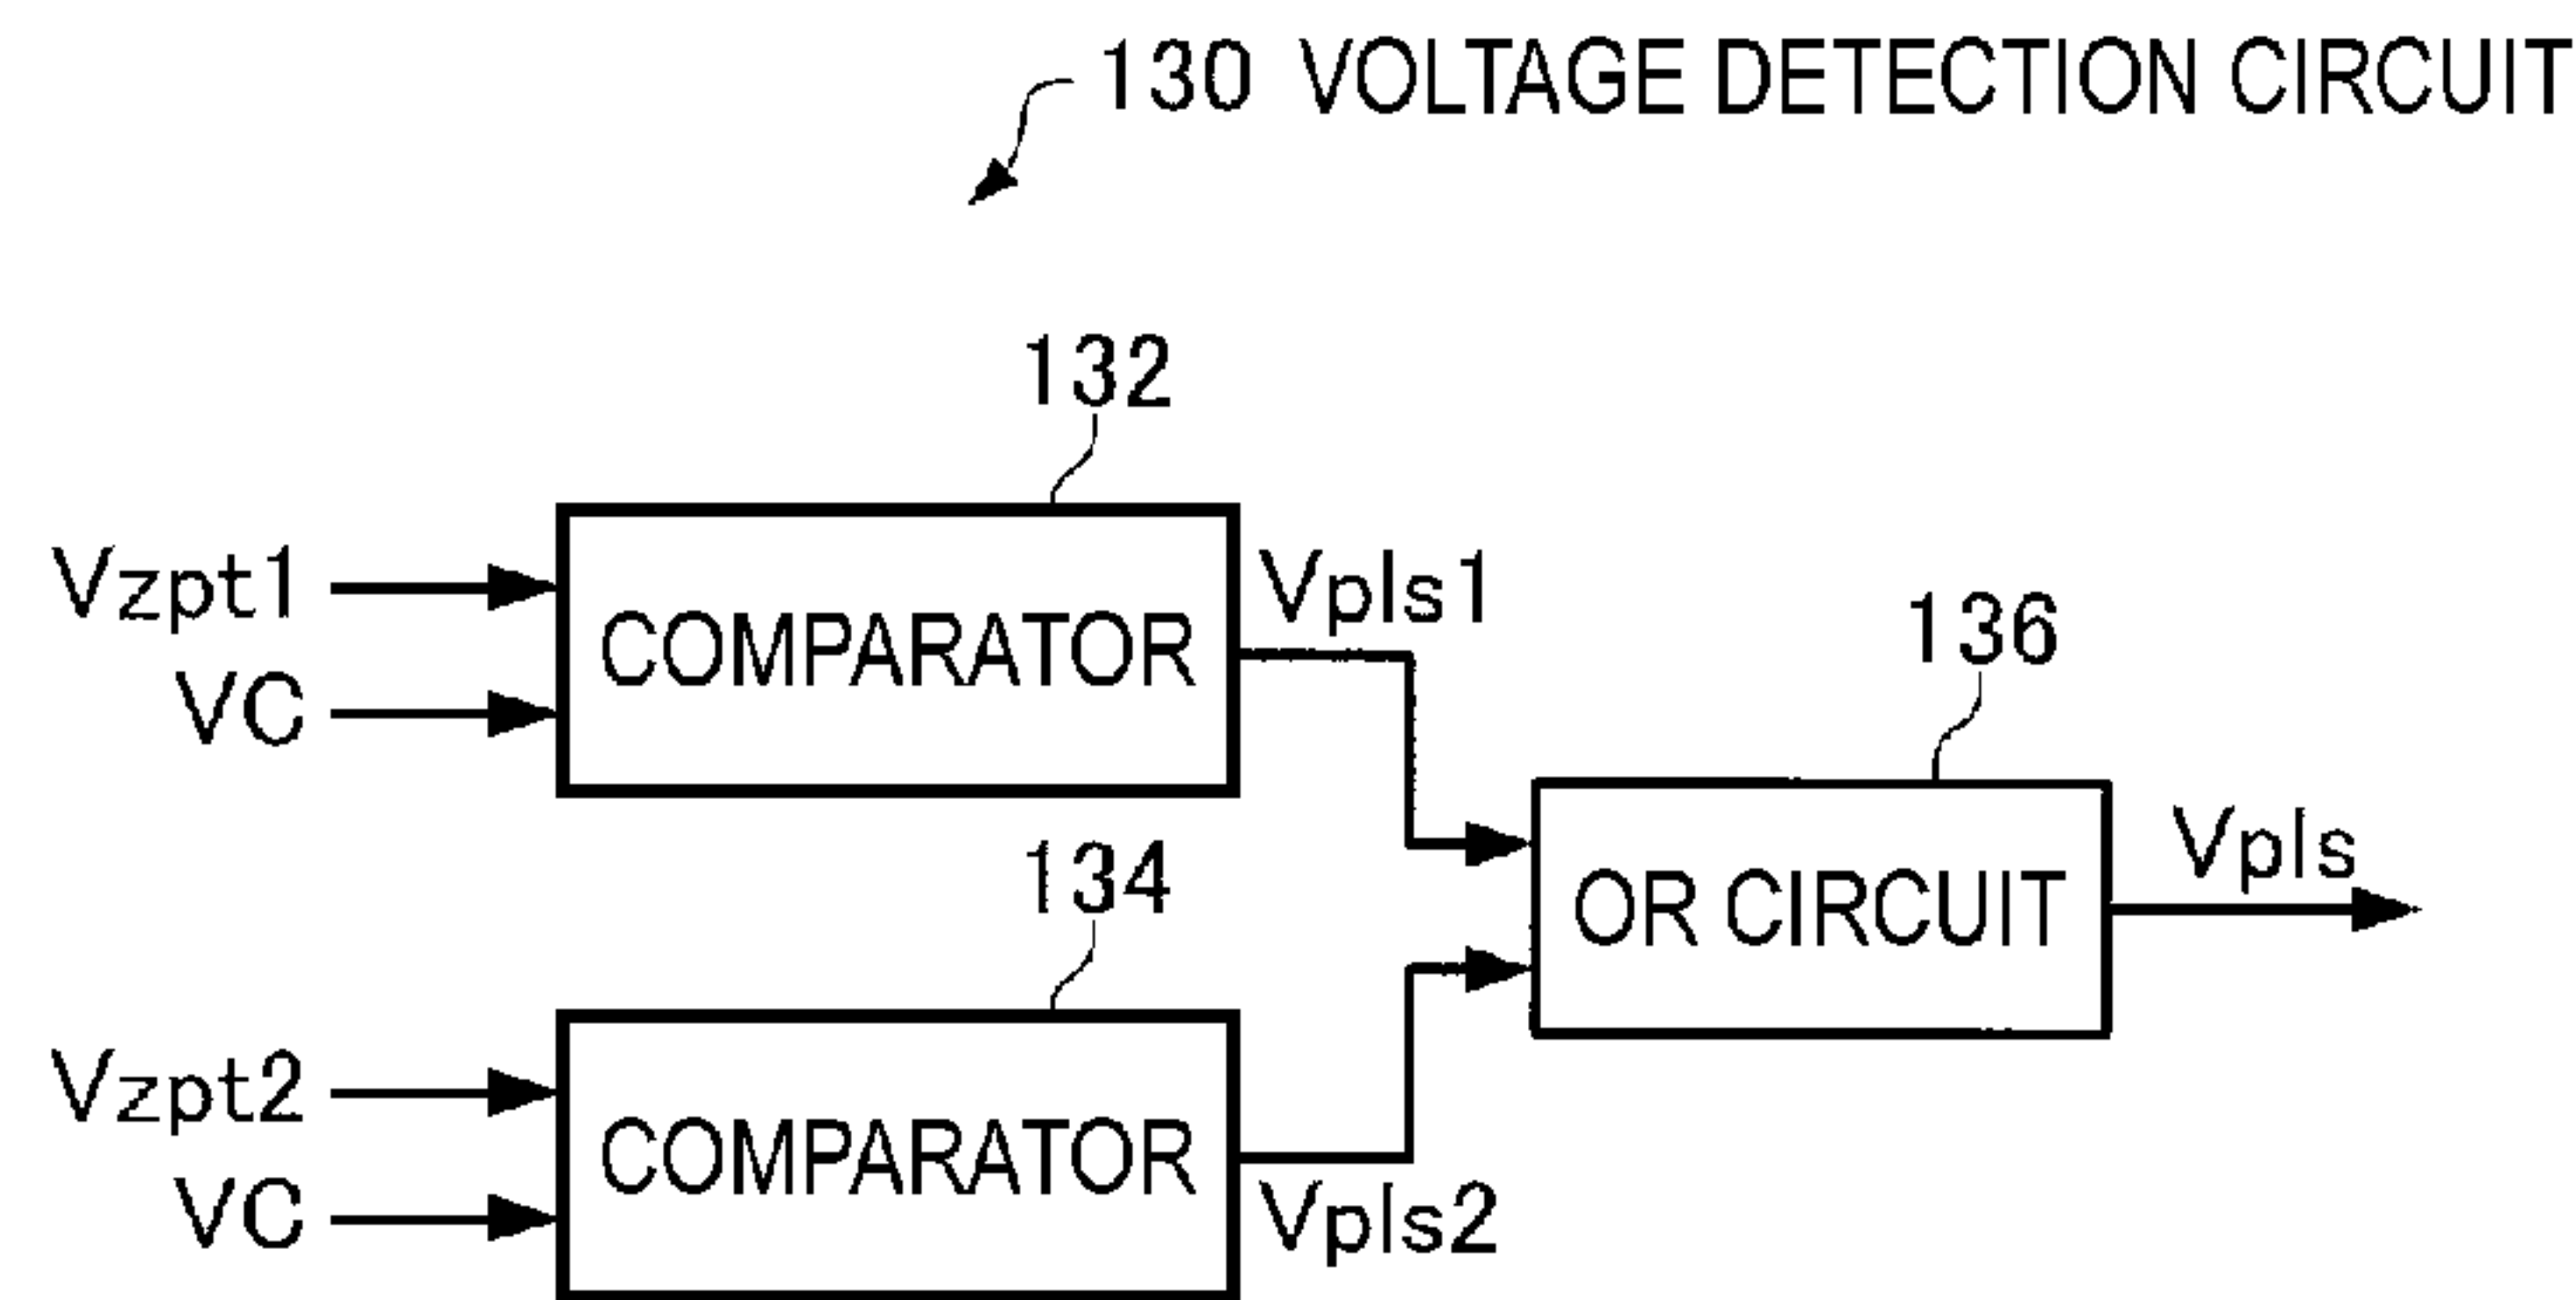 130 VOLTAGE DETECTION CIRCUIT
132
Vzpt1
VC
COMPARATOR
Vpls1
136
OR CIRCUIT
Vpls
134
Vzpt2
VC
COMPARATOR
Vpls2